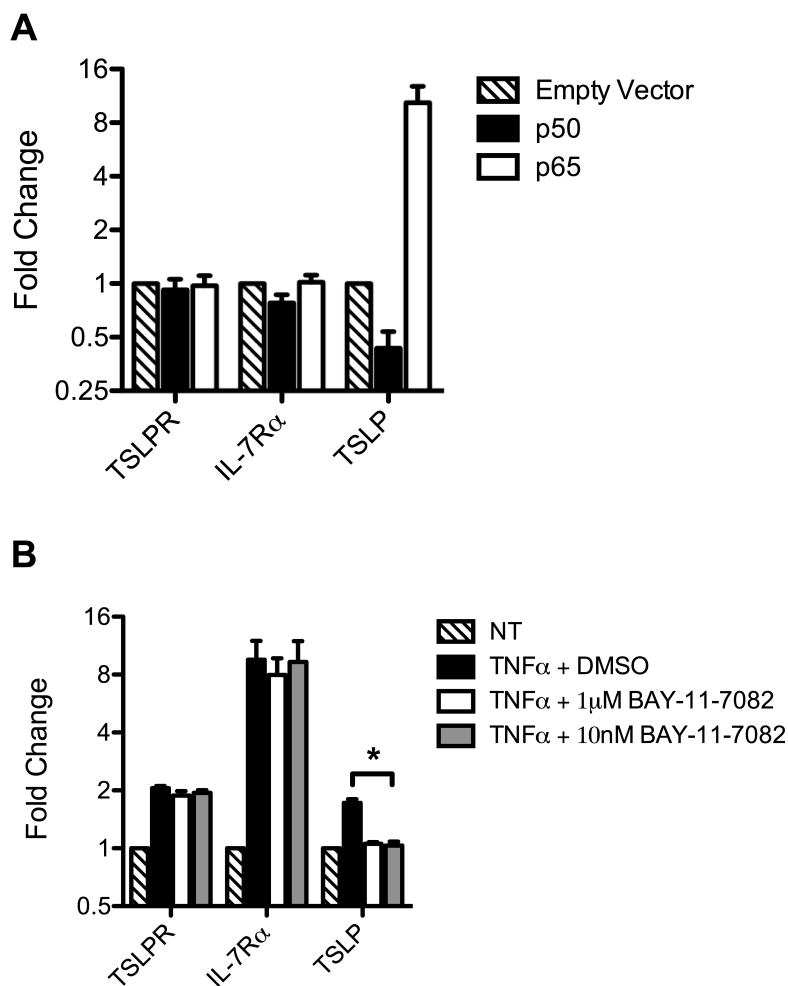 A
16
8
4
2
1
0.5
0.25
Fold Change
TSLPR
IL-7Rα
TSLP
Empty Vector
p50
p65
B
16
8
4
2
1
0.5
Fold Change
*
TSLPR
IL-7Rα
TSLP
NT
TNFα + DMSO
TNFα + 1μM BAY-11-7082
TNFα + 10nM BAY-11-7082